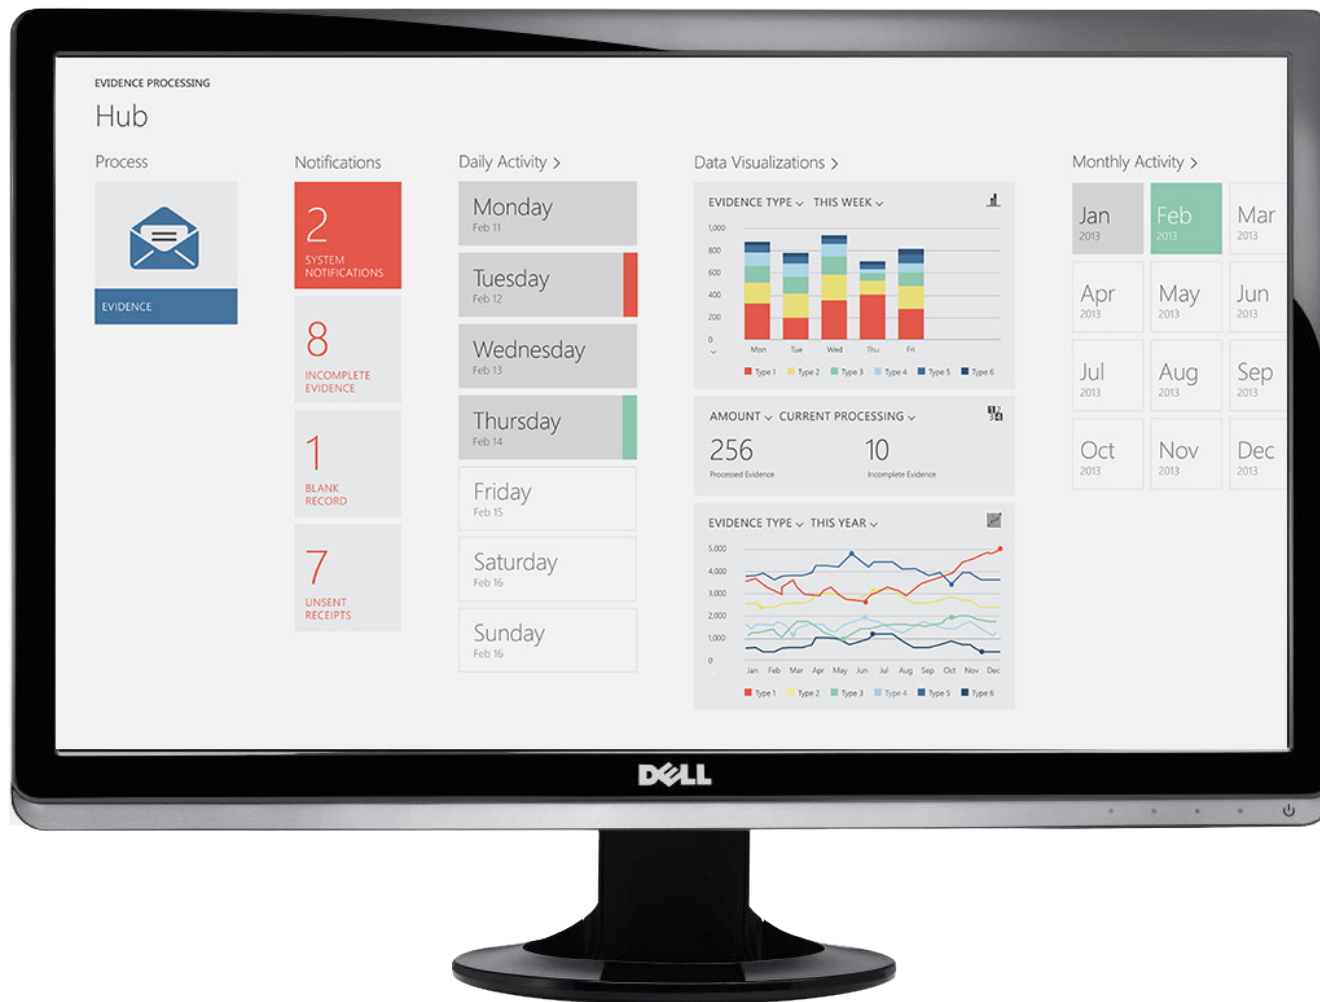 EVIDENCE PROCESSING
Hub
Process
EVIDENCE
Notifications
2
SYSTEM
NOTIFICATIONS
8
INCOMPLETE
EVIDENCE
1
BLANK
RECORD
7
UNSENT
RECEIPTS
Daily Activity >
Monday
Feb 11
Tuesday
Feb 12
Wednesday
Feb 13
Thursday
Feb 14
Friday
Feb 15
Saturday
Feb 16
Sunday
Feb 16
Data Visualizations >
EVIDENCE TYPE THIS WEEK
1,000
800
600
400
200
0
Mon Tue Wed Thu Fri
Type 1 Type 2 Type 3 Type 4 Type 5 Type 6
AMOUNT CURRENT PROCESSING
1 2
3 4
256
Processed Evidence
10
Incomplete Evidence
EVIDENCE TYPE THIS YEAR
5,000
4,000
3,000
2,000
1,000
0
Jan Feb Mar Apr May Jun Jul Aug Sep Oct Nov Dec
Type 1 Type 2 Type 3 Type 4 Type 5 Type 6
Monthly Activity >
Jan
2013
Feb
2013
Mar
2013
Apr
2013
May
2013
Jun
2013
Jul
2013
Aug
2013
Sep
2013
Oct
2013
Nov
2013
Dec
2013
DELL